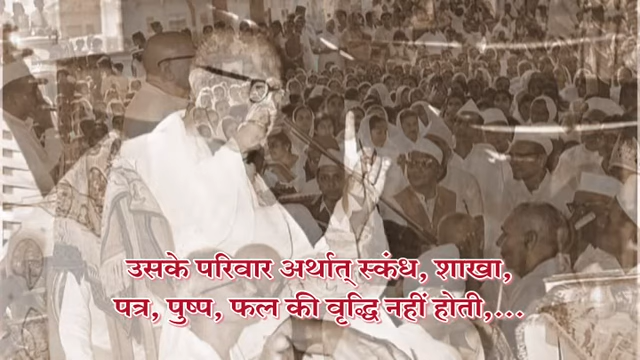 उसके परिवार अर्थात् स्कंध, शाखा,
पत्र, पुष्प, फल की वृद्धि नहीं होती,...